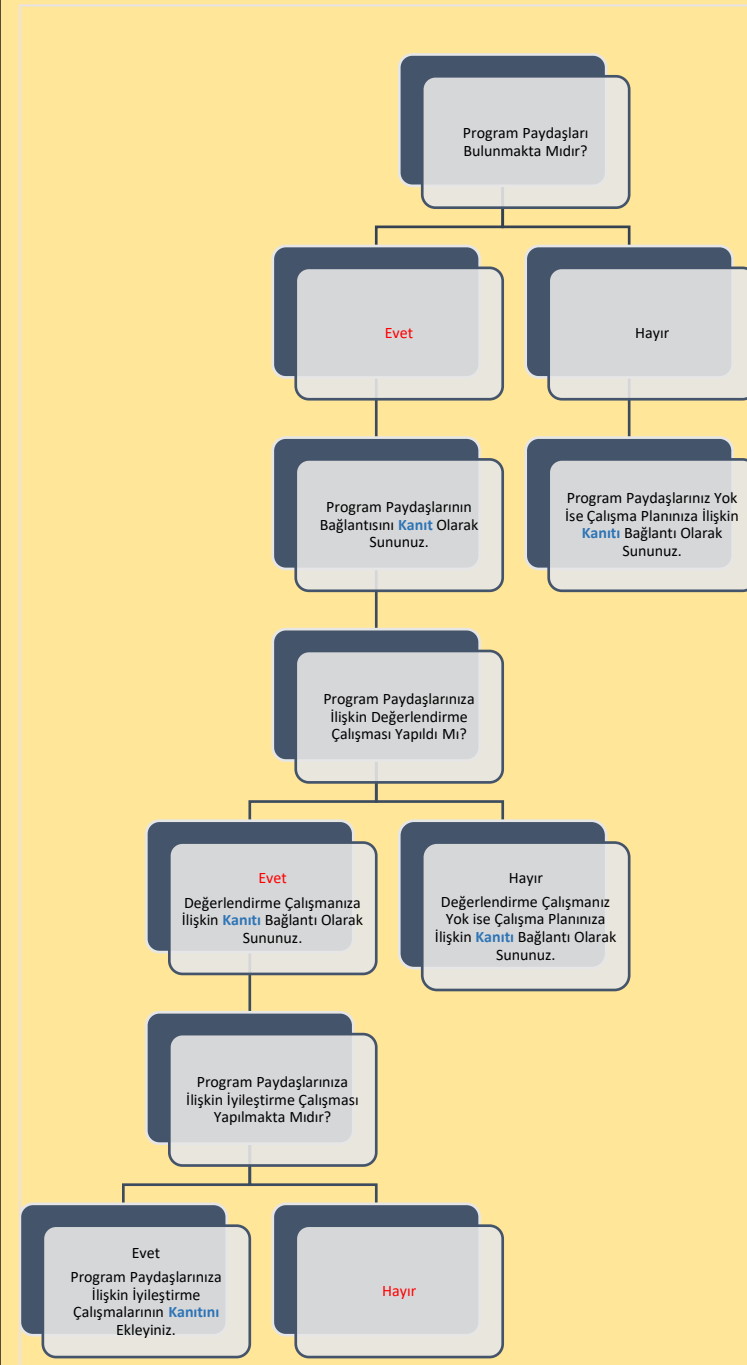 Program Paydaşları
Bulunmakta Mıdır?
Evet
Hayır
Program Paydaşlarının
Bağlantısını Kanıt Olarak
Sununuz.
Program Paydaşlarınız Yok
İse Çalışma Planınıza İlişkin
Kanıtı Bağlantı Olarak
Sununuz.
Program Paydaşlarınıza
İlişkin Değerlendirme
Çalışması Yapıldı Mı?
Evet
Değerlendirme Çalışmanıza
İlişkin Kanıtı Bağlantı Olarak
Sununuz.
Hayır
Değerlendirme Çalışmanız
Yok ise Çalışma Planınıza
İlişkin Kanıtı Bağlantı Olarak
Sununuz.
Program Paydaşlarınıza
İlişkin İyileştirme Çalışması
Yapılmakta Mıdır?
Evet
Program Paydaşlarınıza
İlişkin İyileştirme
Çalışmalarının Kanıtını
Ekleyiniz.
Hayır